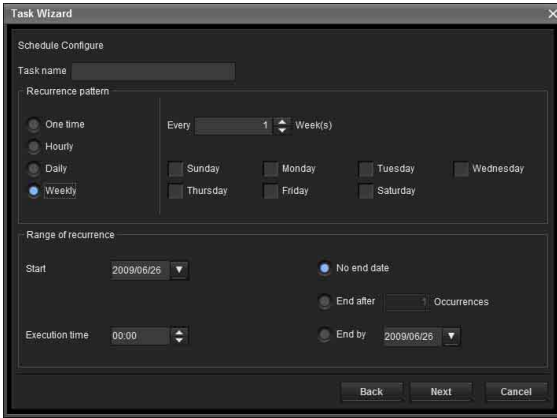 Task Wizard
Schedule Configure
Task name
Recurrence pattern
One time
Hourly
Daily
Weekly
Every 1 Week(s)
Sunday Monday Tuesday Wednesday
Thursday Friday Saturday
Range of recurrence
Start 2009/06/26
No end date
End after 1 Occurrences
Execution time 00:00
End by 2009/06/26
Back Next Cancel